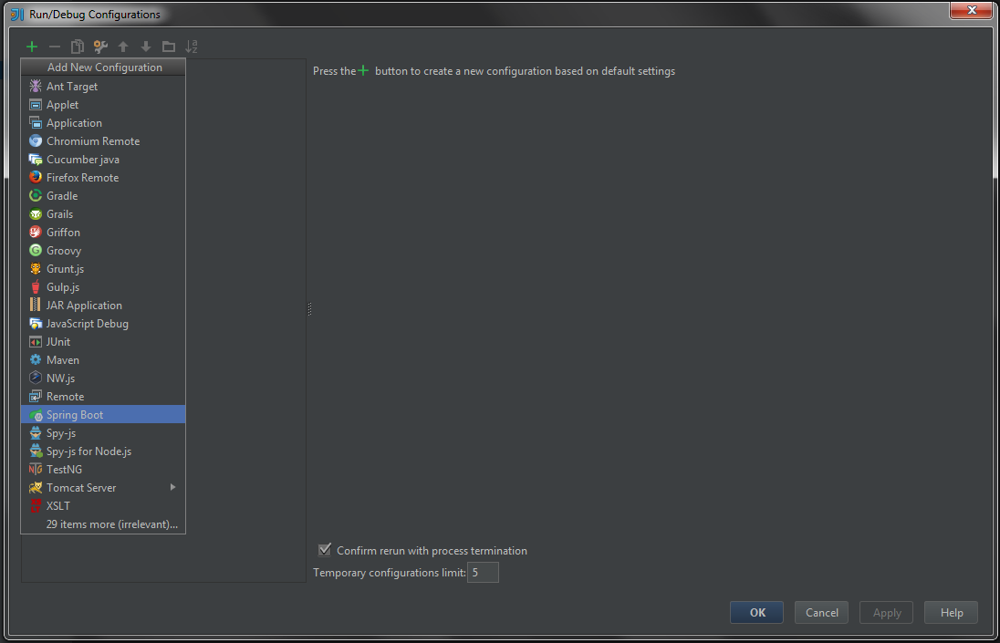 Run/Debug Configurations
Add New Configuration
Ant Target
Applet
Application
Chromium Remote
Cucumber java
Firefox Remote
Gradle
Grails
Griffon
Groovy
Grunt.js
Gulp.js
JAR Application
JavaScript Debug
JUnit
Maven
NW.js
Remote
Spring Boot
Spy-js
Spy-js for Node.js
TestNG
Tomcat Server
XSLT
29 items more (irrelevant)...
Press the + button to create a new configuration based on default settings
Confirm rerun with process termination
Temporary configurations limit: 5
OK Cancel Apply Help